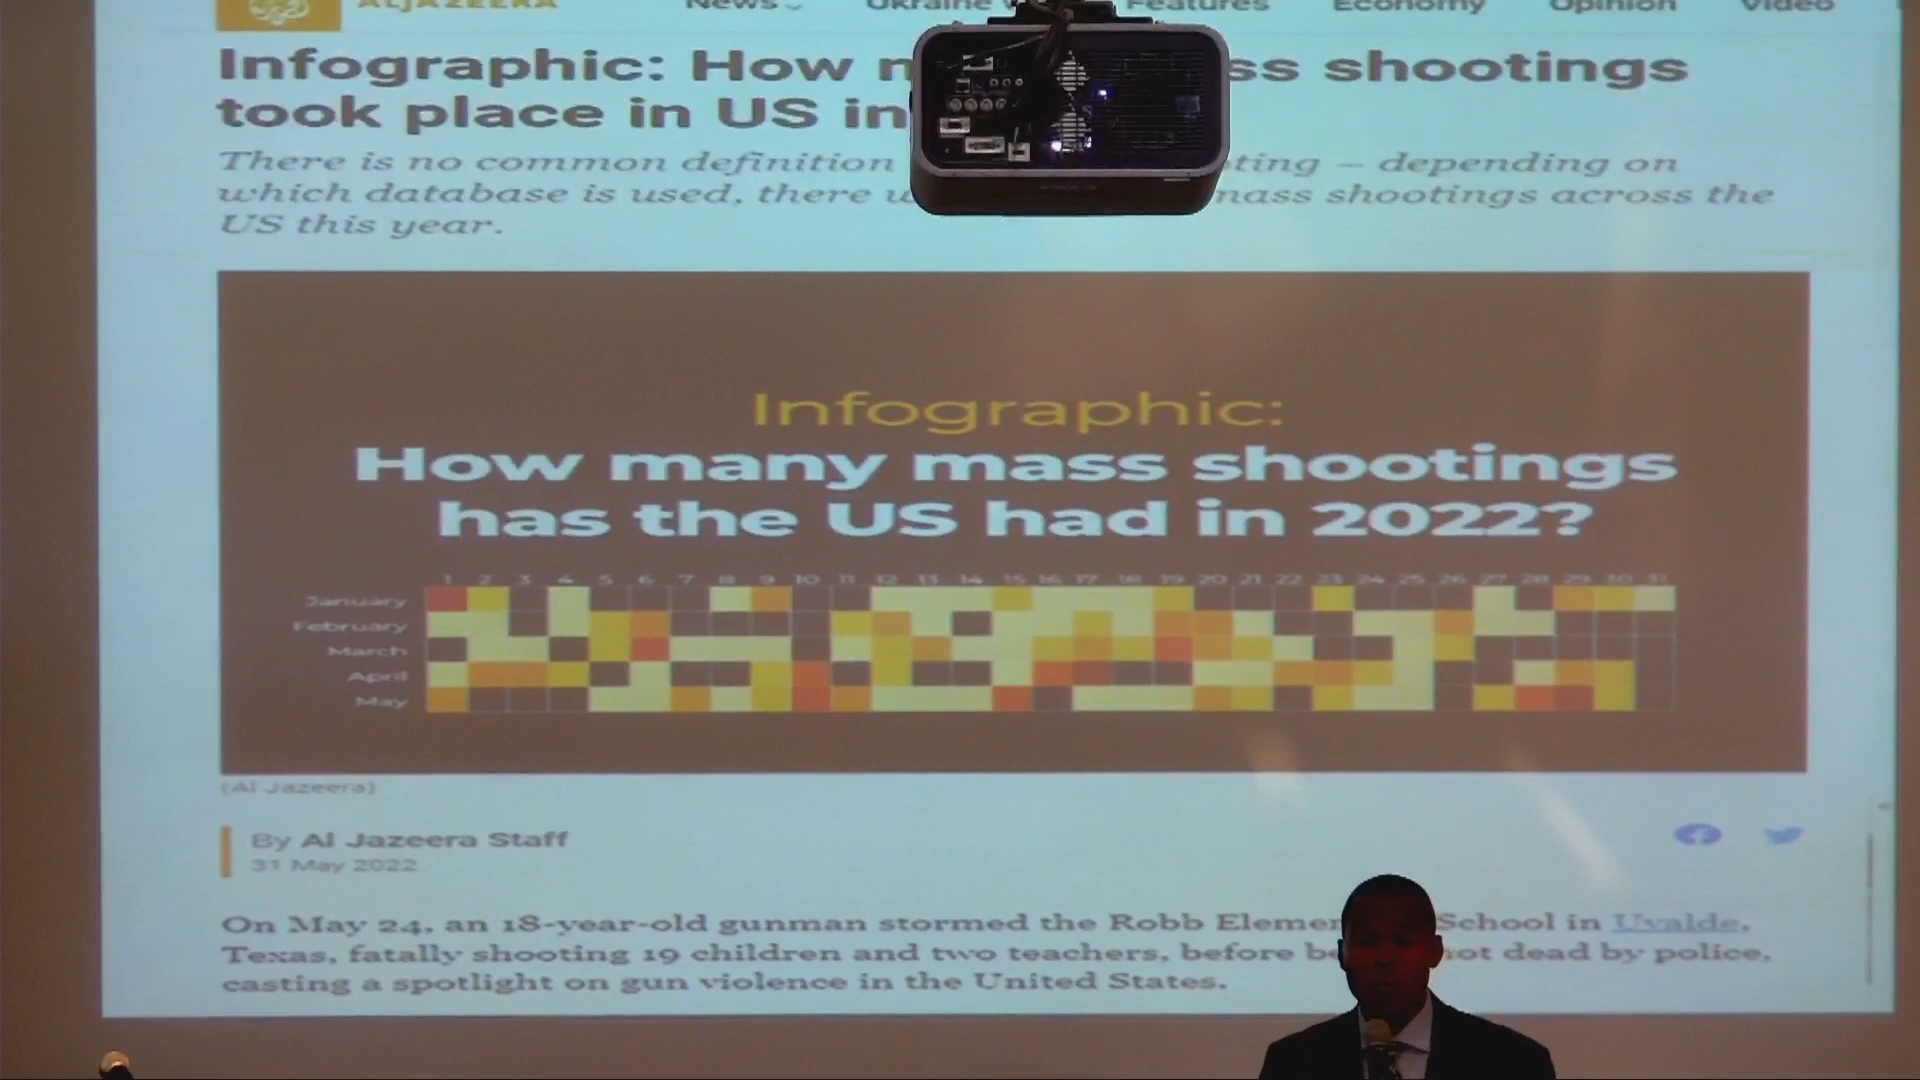 ALJAZEERA News Ukraine Features Economy Opinion Video
Infographic: How shootings
took place in US in
There is no common definition – depending on
which database is used, there mass shootings across the
US this year.
Infographic:
How many mass shootings
has the US had in 2022?
1 2 3 4 5 6 7 8 9 10 11 12 13 14 15 16 17 18 19 20 21 22 23 24 25 26 27 28 29 30 31
January
February
March
April
May
(Al Jazeera)
By Al Jazeera Staff
31 May 2022
On May 24, an 18-year-old gunman stormed the Robb School in Uvalde,
Texas, fatally shooting 19 children and two teachers, before dead by police,
casting a spotlight on gun violence in the United States.